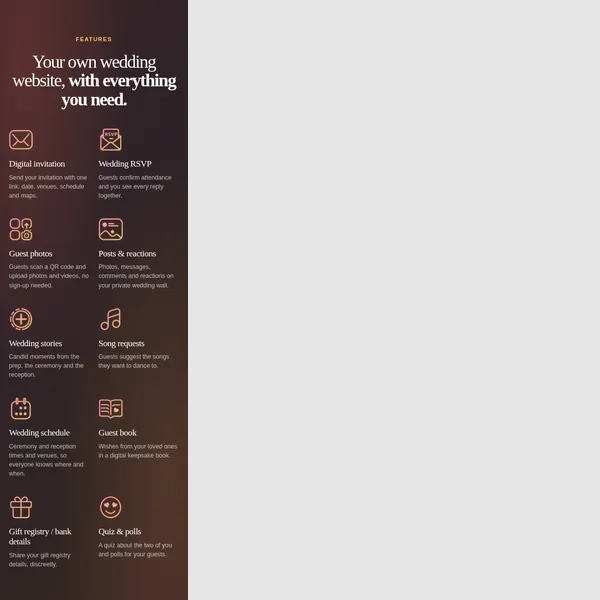 FEATURES
Your own wedding
website, with everything
you need.
Digital invitation
Send your invitation with one
link: date, venues, schedule
and maps.
RSVP
Wedding RSVP
Guests confirm attendance
and you see every reply
together.
Guest photos
Guests scan a QR code and
upload photos and videos, no
sign-up needed.
Posts & reactions
Photos, messages,
comments and reactions on
your private wedding wall.
Wedding stories
Candid moments from the
prep, the ceremony and the
reception.
Song requests
Guests suggest the songs
they want to dance to.
Wedding schedule
Ceremony and reception
times and venues, so
everyone knows where and
when.
Guest book
Wishes from your loved ones
in a digital keepsake book.
Gift registry / bank
details
Share your gift registry
details, discreetly.
Quiz & polls
A quiz about the two of you
and polls for your guests.